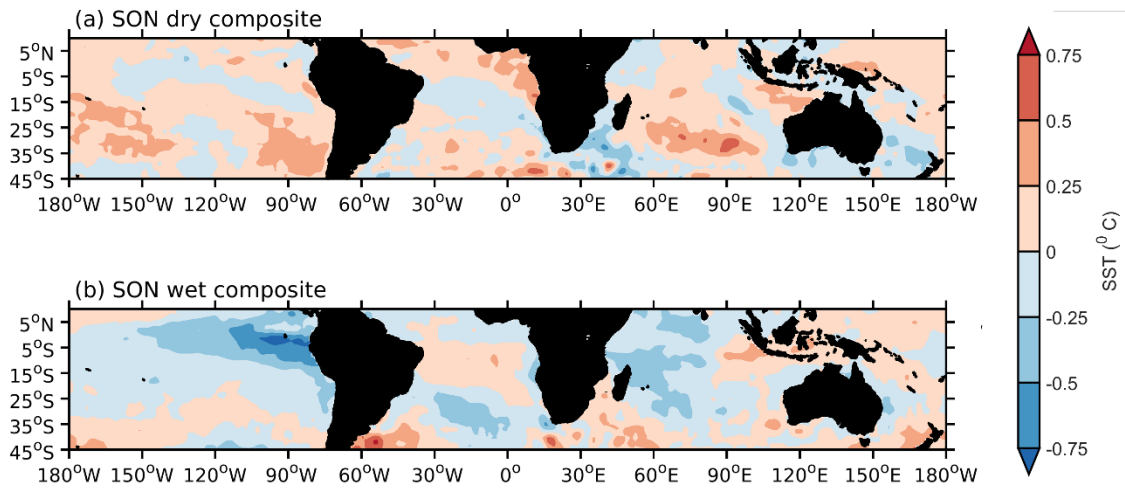 (a) SON dry composite
5°N
5°S
15°S
25°S
35°S
45°S
180°W 150°W 120°W 90°W 60°W 30°W 0° 30°E 60°E 90°E 120°E 150°E 180°W
(b) SON wet composite
5°N
5°S
15°S
25°S
35°S
45°S
180°W 150°W 120°W 90°W 60°W 30°W 0° 30°E 60°E 90°E 120°E 150°E 180°W
0.75
0.5
0.25
0
-0.25
-0.5
-0.75
SST (⁰ C)